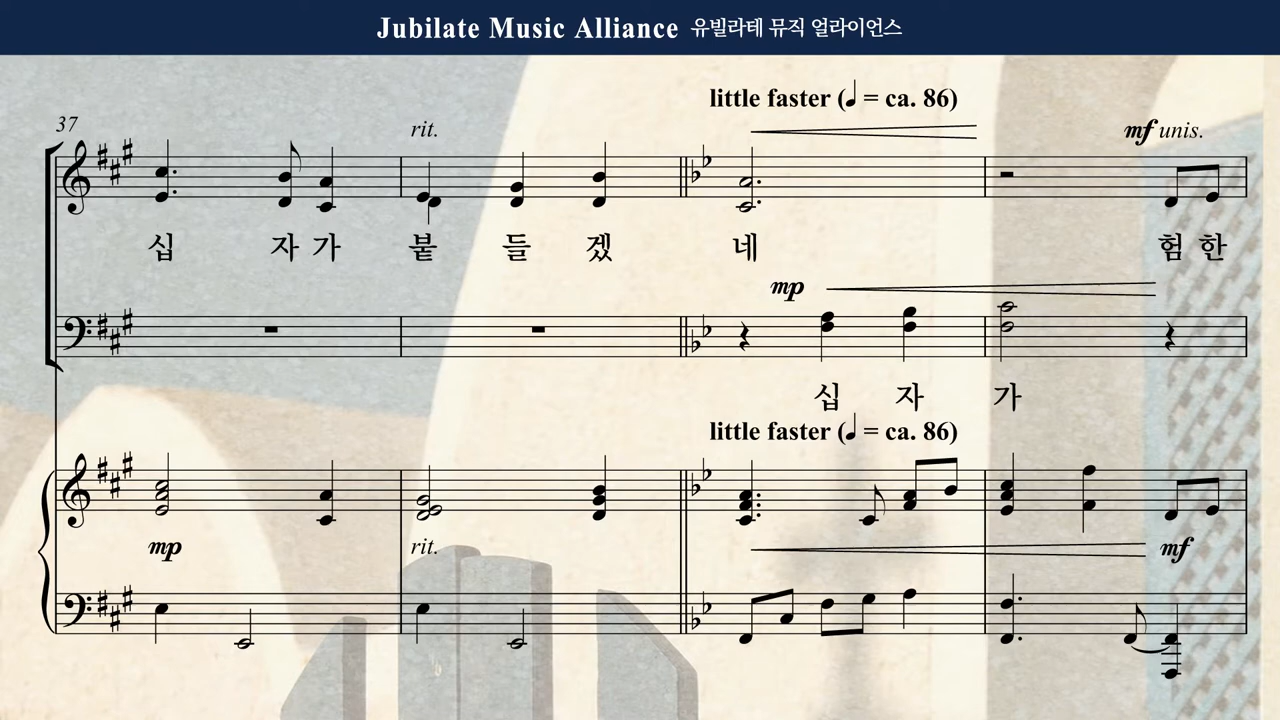 Jubilate Music Alliance 유빌라테 뮤직 얼라이언스
little faster (♩ = ca. 86)
37 rit. mf unis.
십 자 가 붙 들 겠 네 험 한
mp
십 자 가
little faster (♩ = ca. 86)
mp rit. mf